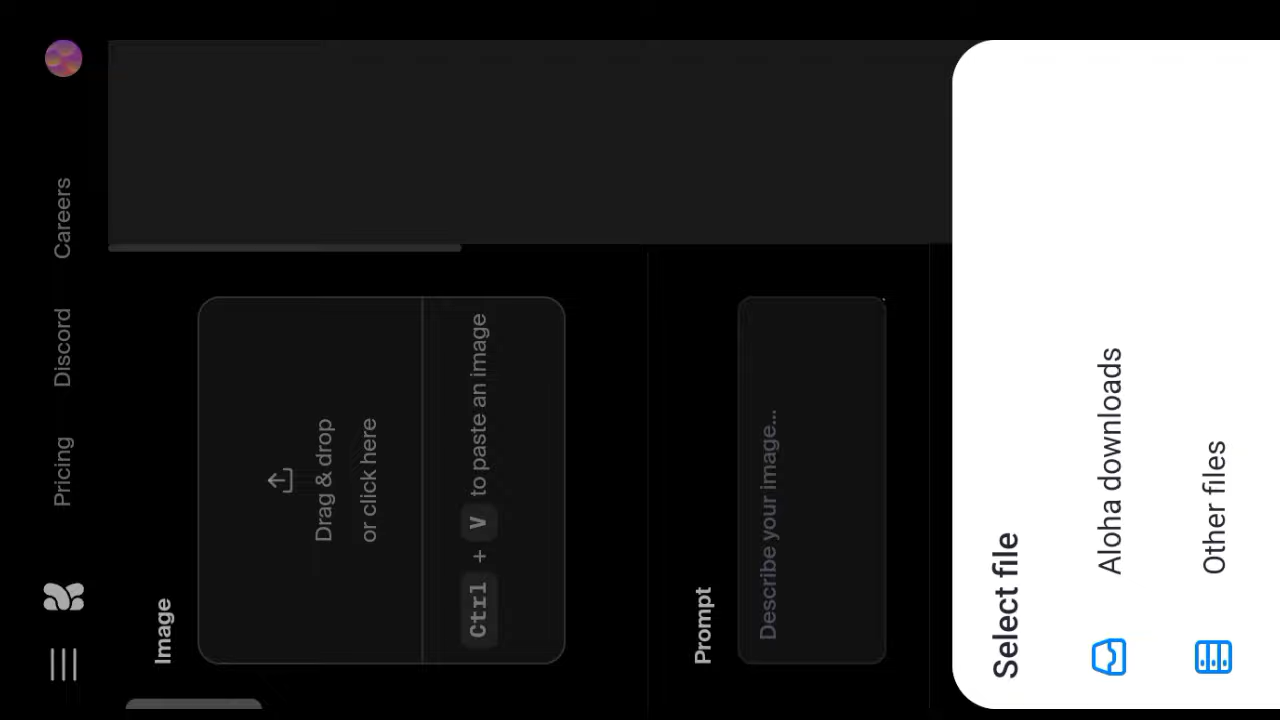 Pricing
Discord
Careers
Image
Drag & drop
or click here
Ctrl + V to paste an image
Prompt
Describe your image...
Select file
Aloha downloads
Other files